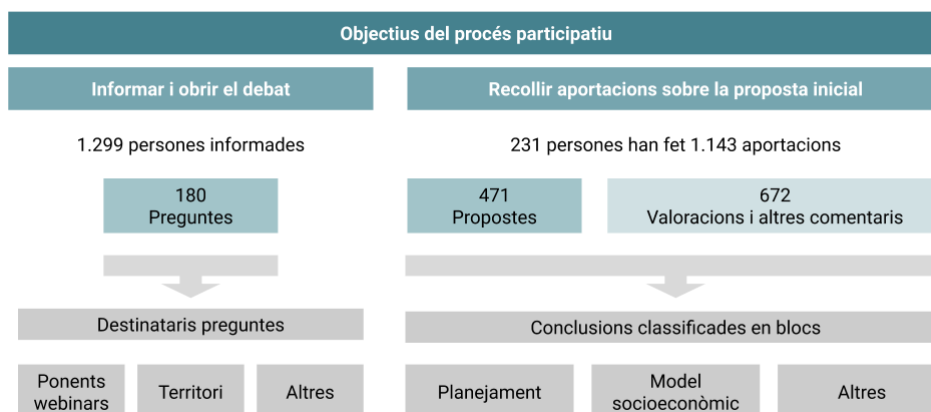 Objectius del procés participatiu
Informar i obrir el debat
Recollir aportacions sobre la proposta inicial
1.299 persones informades
231 persones han fet 1.143 aportacions
180
Preguntes
471
Propostes
672
Valoracions i altres comentaris
Destinataris preguntes
Conclusions classificades en blocs
Ponents
webinars
Territori
Altres
Planejament
Model
socioeconòmic
Altres